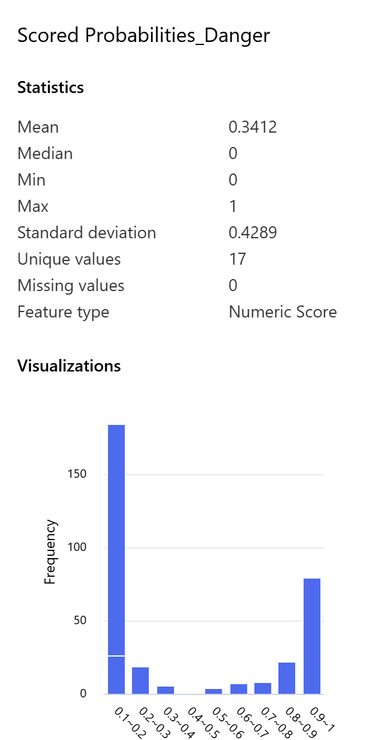 Scored Probabilities_Danger
Statistics
Mean 0.3412
Median 0
Min 0
Max 1
Standard deviation 0.4289
Unique values 17
Missing values 0
Feature type Numeric Score
Visualizations
150
100
50
0
Frequency
0.1~0.2
0.2~0.3
0.3~0.4
0.4~0.5
0.5~0.6
0.6~0.7
0.7~0.8
0.8~0.9
0.9~1